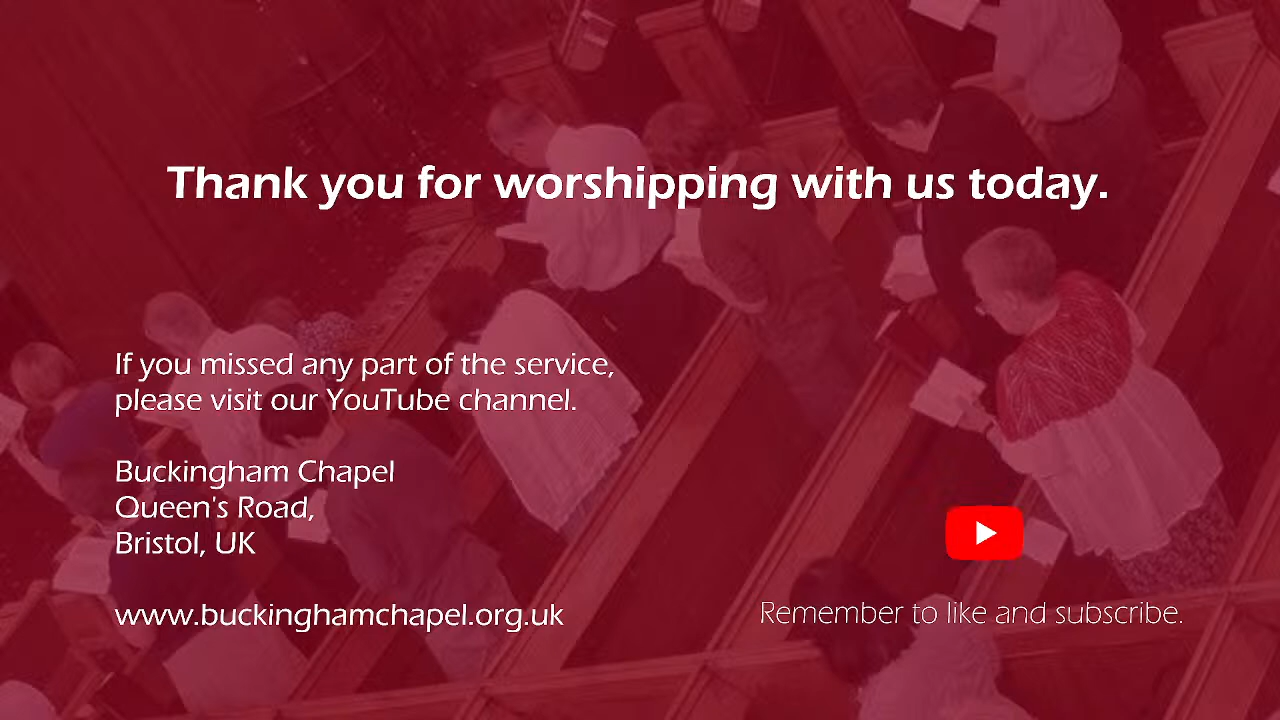 Thank you for worshipping with us today.
If you missed any part of the service,
please visit our YouTube channel.
Buckingham Chapel
Queen's Road,
Bristol, UK
www.buckinghamchapel.org.uk
Remember to like and subscribe.